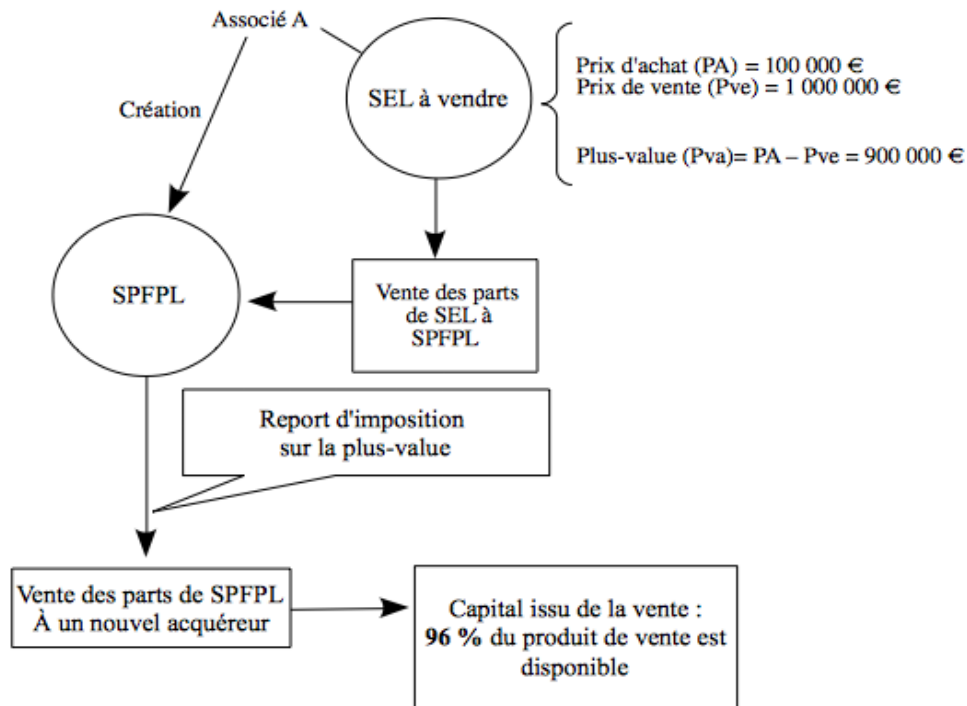 Associé A
SEL à vendre
Prix d'achat (PA) = 100 000 €
Prix de vente (Pve) = 1 000 000 €
Plus-value (Pva)= PA – Pve = 900 000 €
Création
SPFPL
Vente des parts
de SEL à
SPFPL
Report d'imposition
sur la plus-value
Vente des parts de SPFPL
À un nouvel acquéreur
Capital issu de la vente :
96 % du produit de vente est
disponible